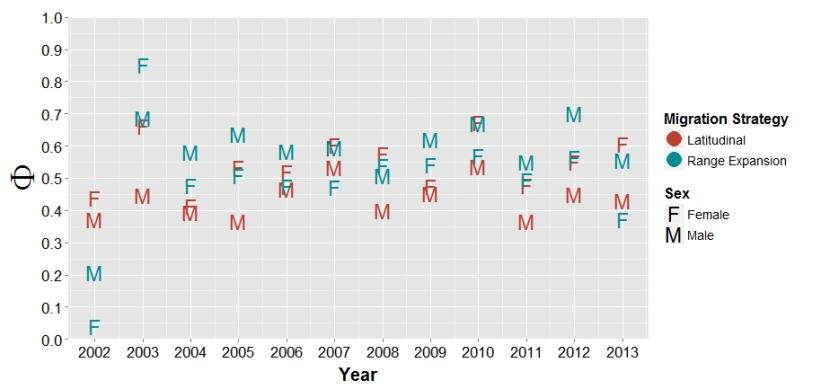 1.0
0.9
0.8
0.7
0.6
0.5
0.4
0.3
0.2
0.1
0.0
Φ
2002 2003 2004 2005 2006 2007 2008 2009 2010 2011 2012 2013
Year
Migration Strategy
Latitudinal
Range Expansion
Sex
F Female
M Male